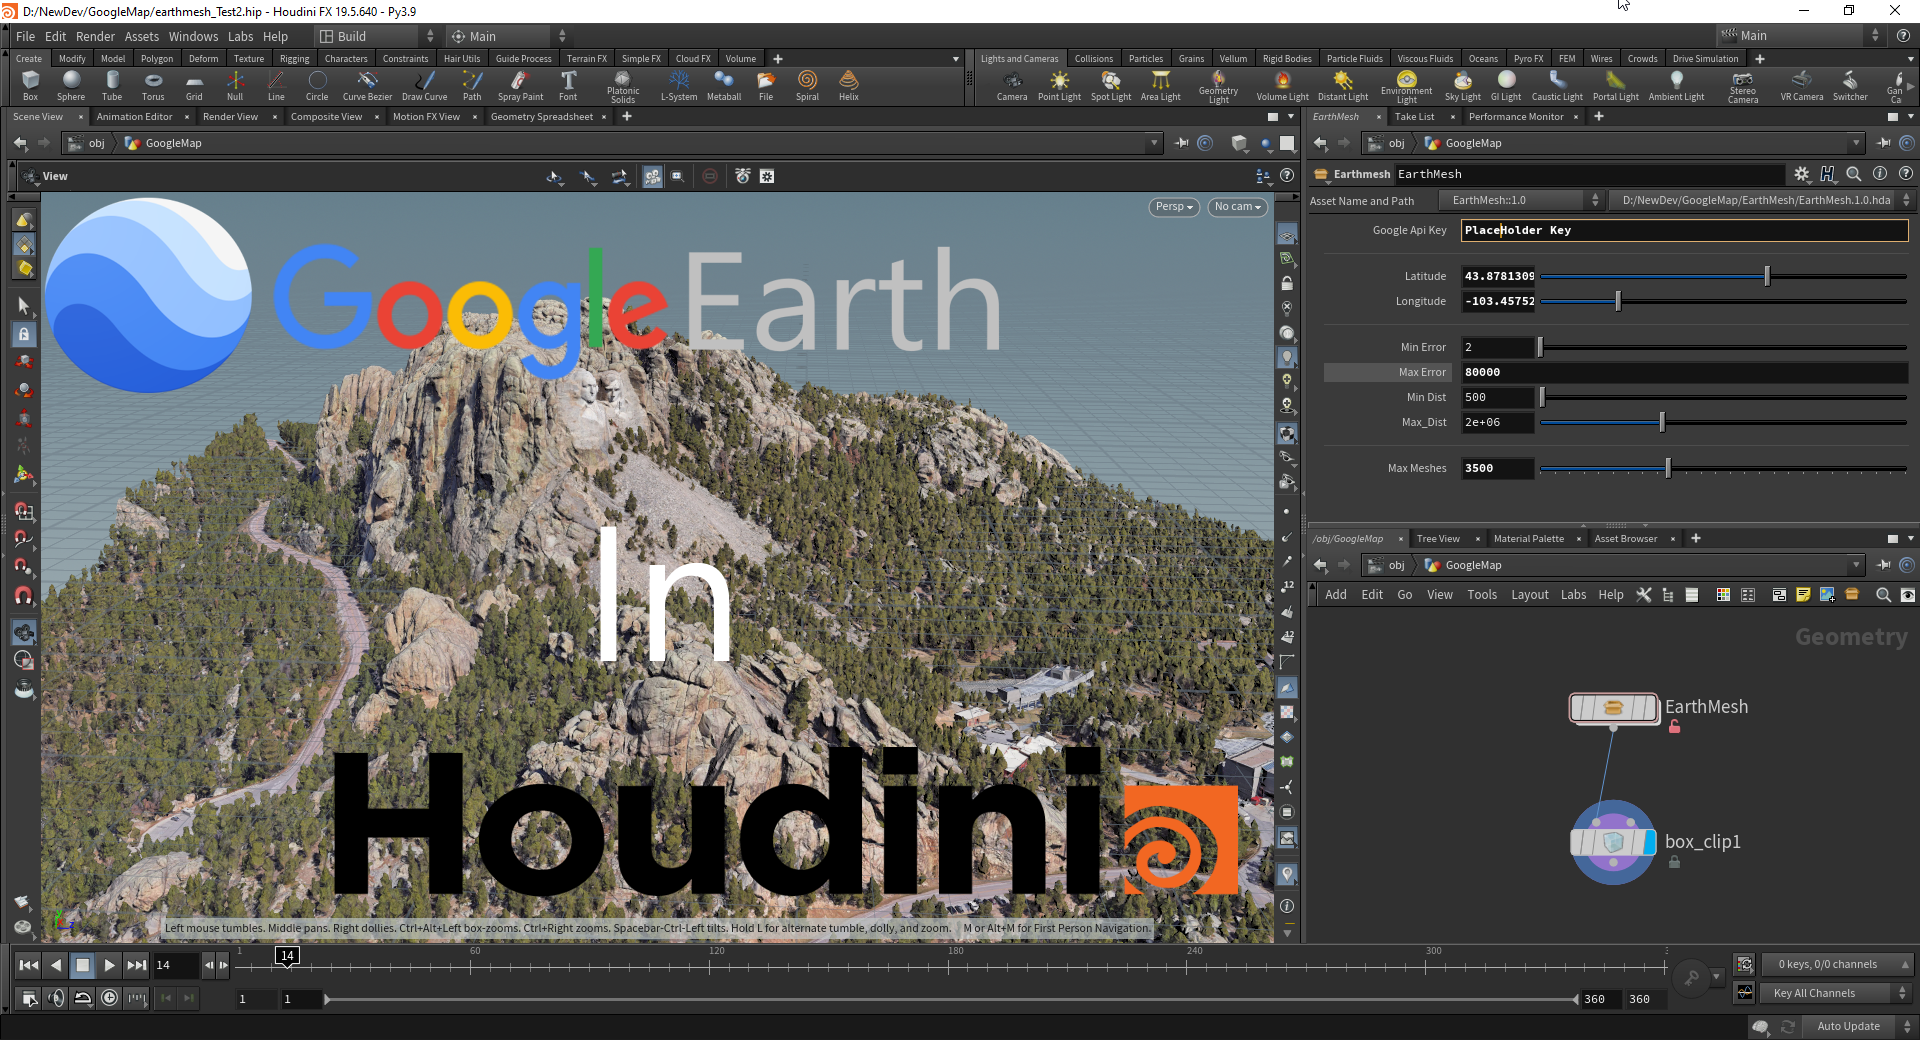 D:/NewDev/GoogleMap/earthmesh_Test2.hip - Houdini FX 19.5.640 - Py3.9
File Edit Render Assets Windows Labs Help Build Main Main
Create Modify Model Polygon Deform Texture Rigging Characters Constraints Hair Utils Guide Process Terrain FX Simple FX Cloud FX Volume
Lights and Cameras Collisions Particles Grains Vellum Rigid Bodies Particle Fluids Viscous Fluids Oceans Pyro FX FEM Wires Crowds Drive Simulation
Box Sphere Tube Torus Grid Null Line Circle Curve Bezier Draw Curve Path Spray Paint Font Platonic Solids L-System Metaball File Spiral Helix
Camera Point Light Spot Light Area Light Geometry Light Volume Light Distant Light Environment Light Sky Light GI Light Caustic Light Portal Light Ambient Light Stereo Camera VR Camera Switcher Gan Ca
Scene View Animation Editor Render View Composite View Motion FX View Geometry Spreadsheet
obj GoogleMap
View
Persp No cam
Google Earth
In
Houdini
Left mouse tumbles. Middle pans. Right dollies. Ctrl+Alt+Left box-zooms. Ctrl+Right zooms. Spacebar-Ctrl-Left tilts. Hold L for alternate tumble, dolly, and zoom. M or Alt+M for First Person Navigation.
EarthMesh Take List Performance Monitor
obj GoogleMap
Earthmesh EarthMesh
Asset Name and Path EarthMesh::1.0 D:/NewDev/GoogleMap/EarthMesh/EarthMesh.1.0.hda
Google Api Key PlaceHolder Key
Latitude 43.8781309
Longitude -103.45752
Min Error 2
Max Error 80000
Min Dist 500
Max_Dist 2e+06
Max Meshes 3500
/obj/GoogleMap Tree View Material Palette Asset Browser
obj GoogleMap
Add Edit Go View Tools Layout Labs Help
Geometry
EarthMesh
box_clip1
12
12
14
1 14 60 120 180 240 300
1 1 360 360
0 keys, 0/0 channels
Key All Channels
Auto Update